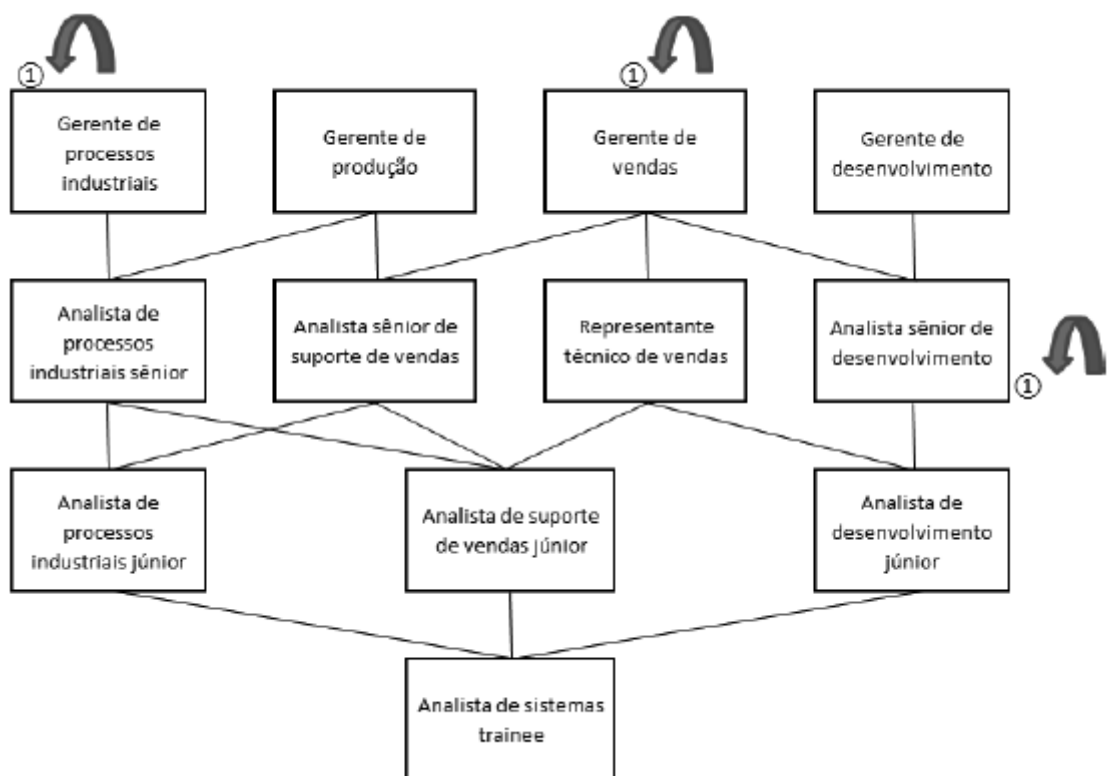 ①
①
Gerente de
processos
industriais
Gerente de
produção
Gerente de
vendas
Gerente de
desenvolvimento
Analista de
processos
industriais sênior
Analista sênior de
suporte de vendas
Representante
técnico de vendas
Analista sênior de
desenvolvimento
①
Analista de
processos
industriais júnior
Analista de suporte
de vendas júnior
Analista de
desenvolvimento
júnior
Analista de sistemas
trainee